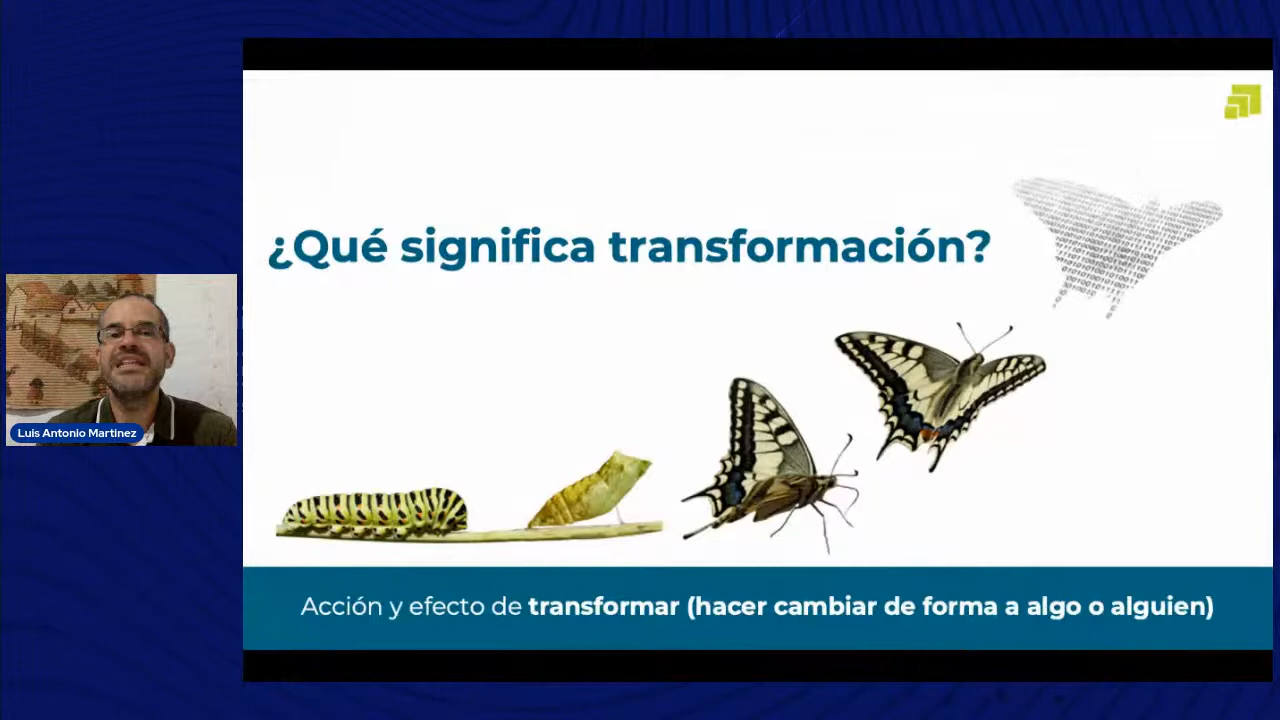 ¿Qué significa transformación?
Luis Antonio Martinez
Acción y efecto de transformar (hacer cambiar de forma a algo o alguien)